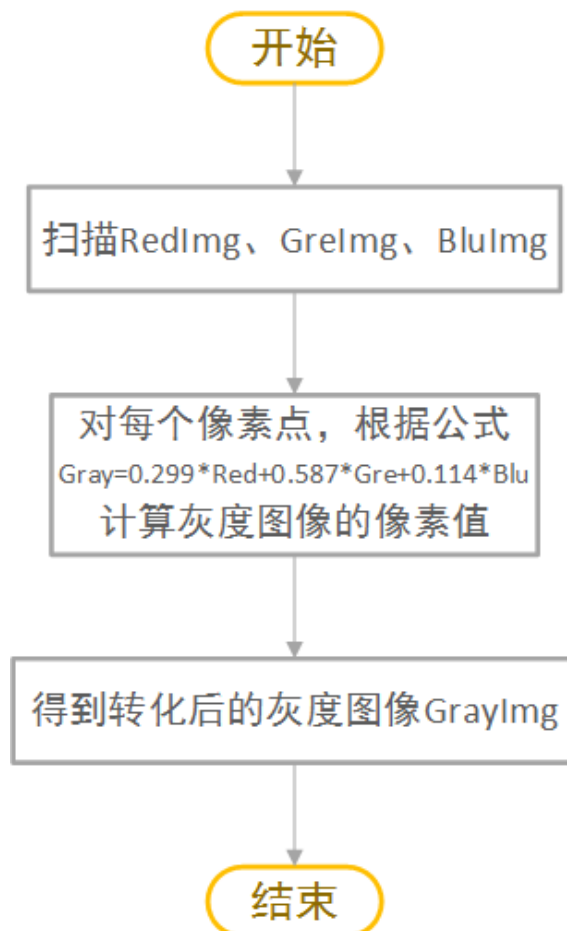 开始
扫描RedImg、GreImg、BluImg
对每个像素点，根据公式
Gray=0.299*Red+0.587*Gre+0.114*Blu
计算灰度图像的像素值
得到转化后的灰度图像GrayImg
结束